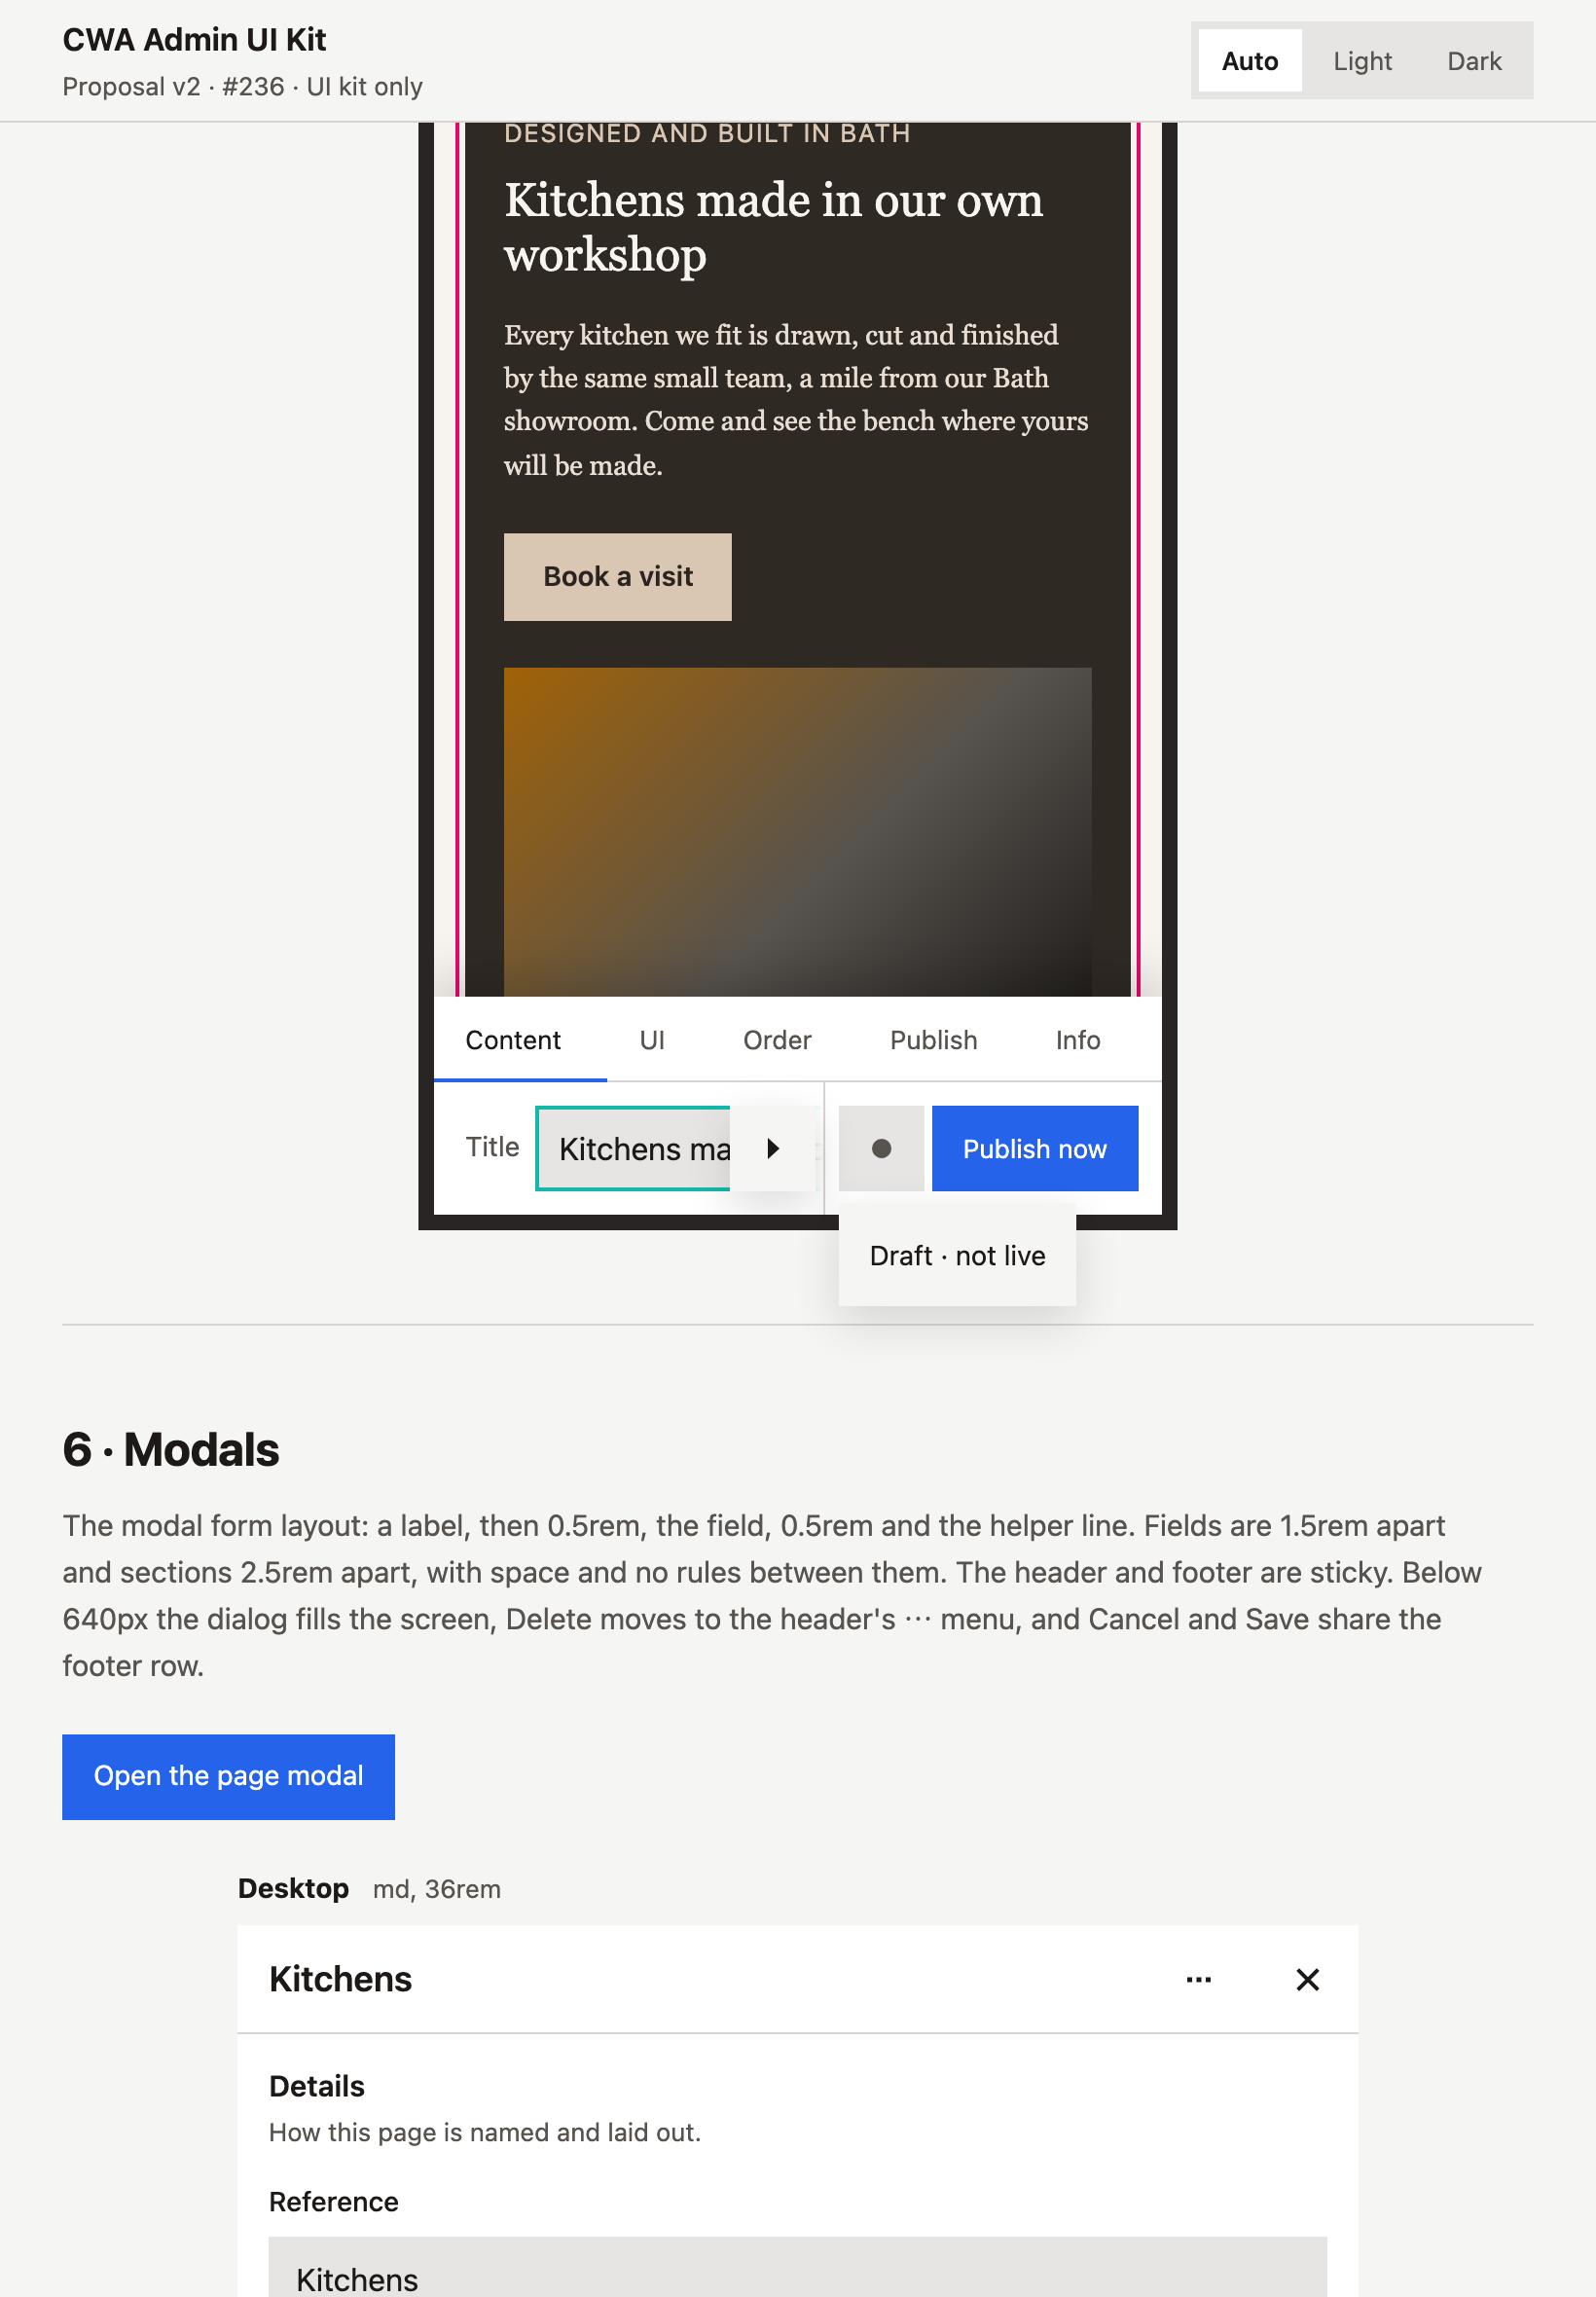 CWA Admin UI Kit
Proposal v2 · #236 · UI kit only
Auto Light Dark
DESIGNED AND BUILT IN BATH
Kitchens made in our own
workshop
Every kitchen we fit is drawn, cut and finished
by the same small team, a mile from our Bath
showroom. Come and see the bench where yours
will be made.
Book a visit
Content UI Order Publish Info
Title Kitchens ma Publish now
Draft · not live
6 · Modals
The modal form layout: a label, then 0.5rem, the field, 0.5rem and the helper line. Fields are 1.5rem apart
and sections 2.5rem apart, with space and no rules between them. The header and footer are sticky. Below
640px the dialog fills the screen, Delete moves to the header's ··· menu, and Cancel and Save share the
footer row.
Open the page modal
Desktop md, 36rem
Kitchens
Details
How this page is named and laid out.
Reference
Kitchens